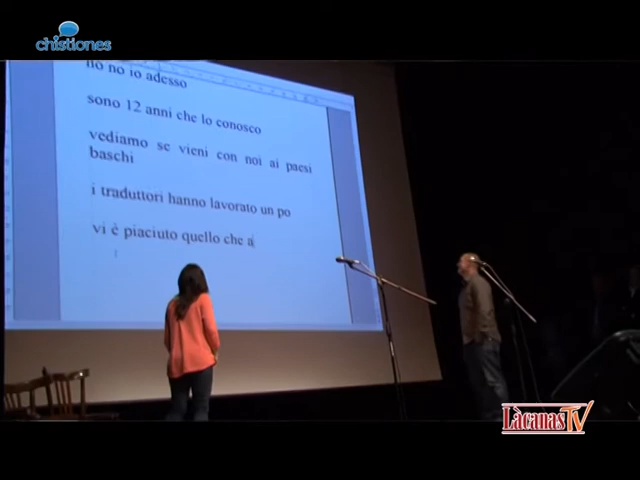 chistiones
no no io adesso
sono 12 anni che lo conosco
vediamo se vieni con noi ai paesi
baschi
i traduttori hanno lavorato un po
vi è piaciuto quello che a
LàcanasTV